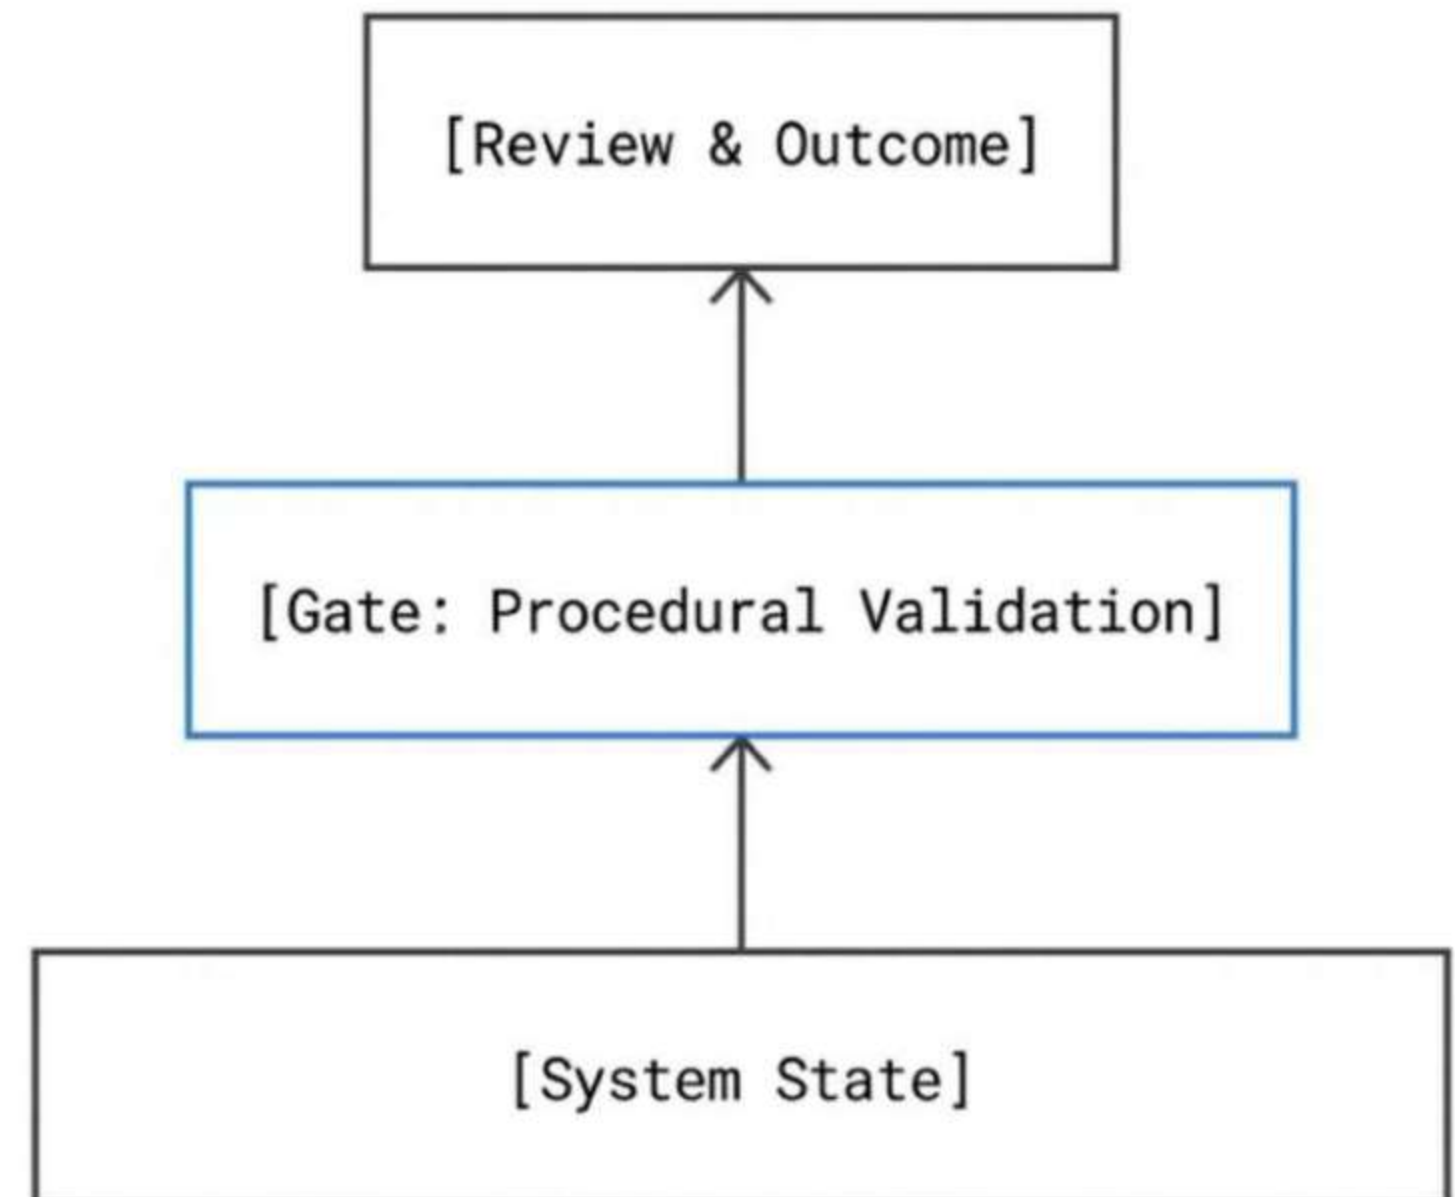 [Review & Outcome]
[Gate: Procedural Validation]
[System State]